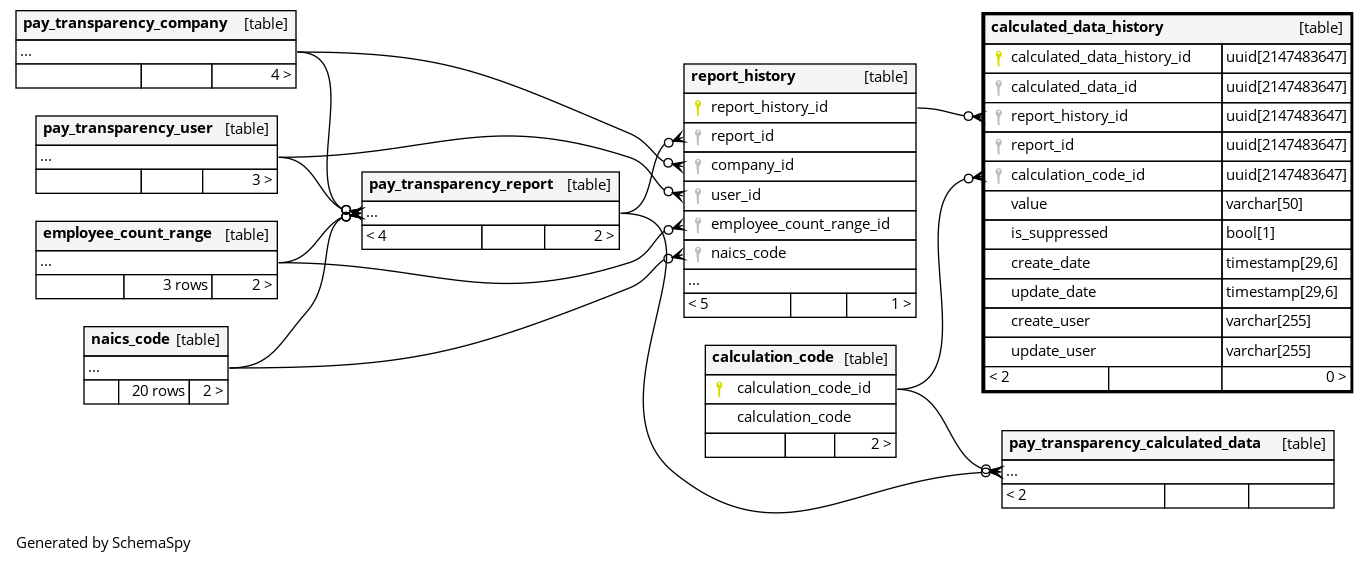 pay_transparency_company [table]
...
4 >
pay_transparency_user [table]
...
3 >
employee_count_range [table]
...
3 rows 2 >
naics_code [table]
...
20 rows 2 >
pay_transparency_report [table]
...
< 4 2 >
report_history [table]
report_history_id
report_id
company_id
user_id
employee_count_range_id
naics_code
...
< 5 1 >
calculation_code [table]
calculation_code_id
calculation_code
2 >
calculated_data_history [table]
calculated_data_history_id uuid[2147483647]
calculated_data_id uuid[2147483647]
report_history_id uuid[2147483647]
report_id uuid[2147483647]
calculation_code_id uuid[2147483647]
value varchar[50]
is_suppressed bool[1]
create_date timestamp[29,6]
update_date timestamp[29,6]
create_user varchar[255]
update_user varchar[255]
< 2 0 >
pay_transparency_calculated_data [table]
...
< 2
Generated by SchemaSpy